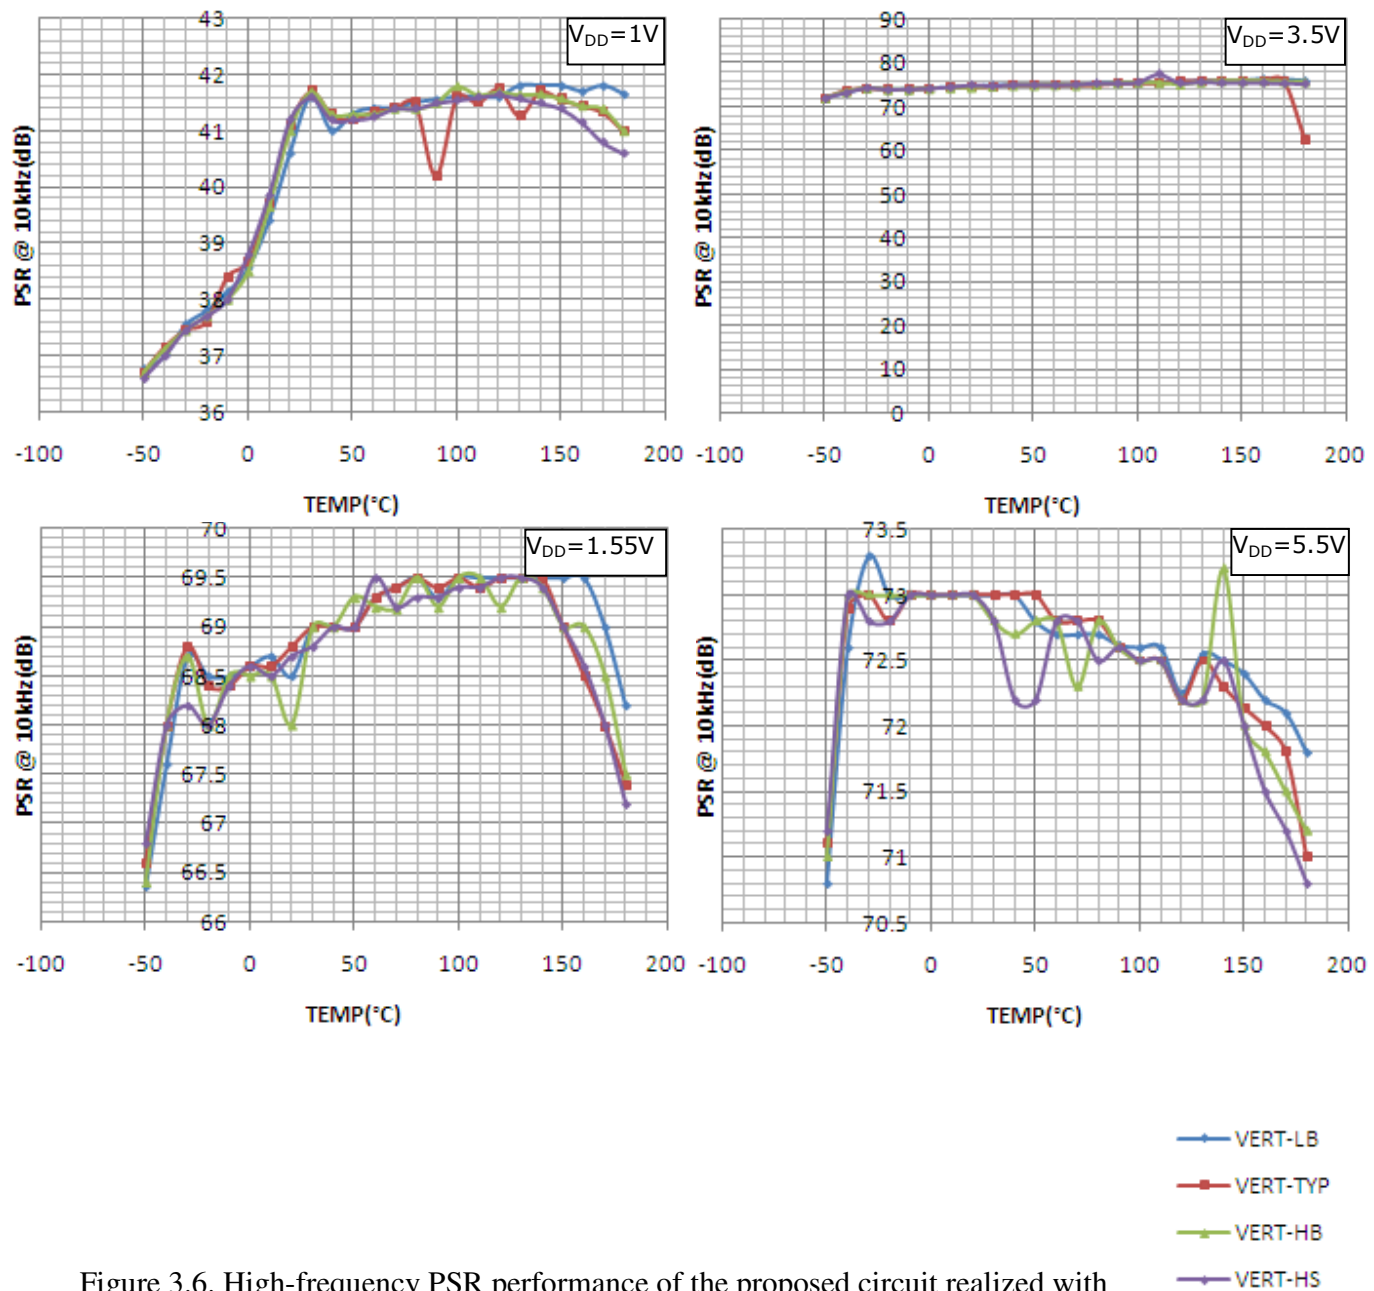 43
42
41
40
39
38
37
36
-100 -50 0 50 100 150 200
PSR @ 10kHz(dB)
TEMP(°C)
V_DD=1V
90
80
70
60
50
40
30
20
10
0
-100 -50 0 50 100 150 200
PSR @ 10kHz(dB)
TEMP(°C)
V_DD=3.5V
70
69.5
69
68.5
68
67.5
67
66.5
66
-100 -50 0 50 100 150 200
PSR @ 10kHz(dB)
TEMP(°C)
V_DD=1.55V
73.5
73
72.5
72
71.5
71
70.5
-100 -50 0 50 100 150 200
PSR @ 10kHz(dB)
TEMP(°C)
V_DD=5.5V
VERT-LB
VERT-TYP
VERT-HB
VERT-HS
Figure 3.6. High-frequency PSR performance of the proposed circuit realized with